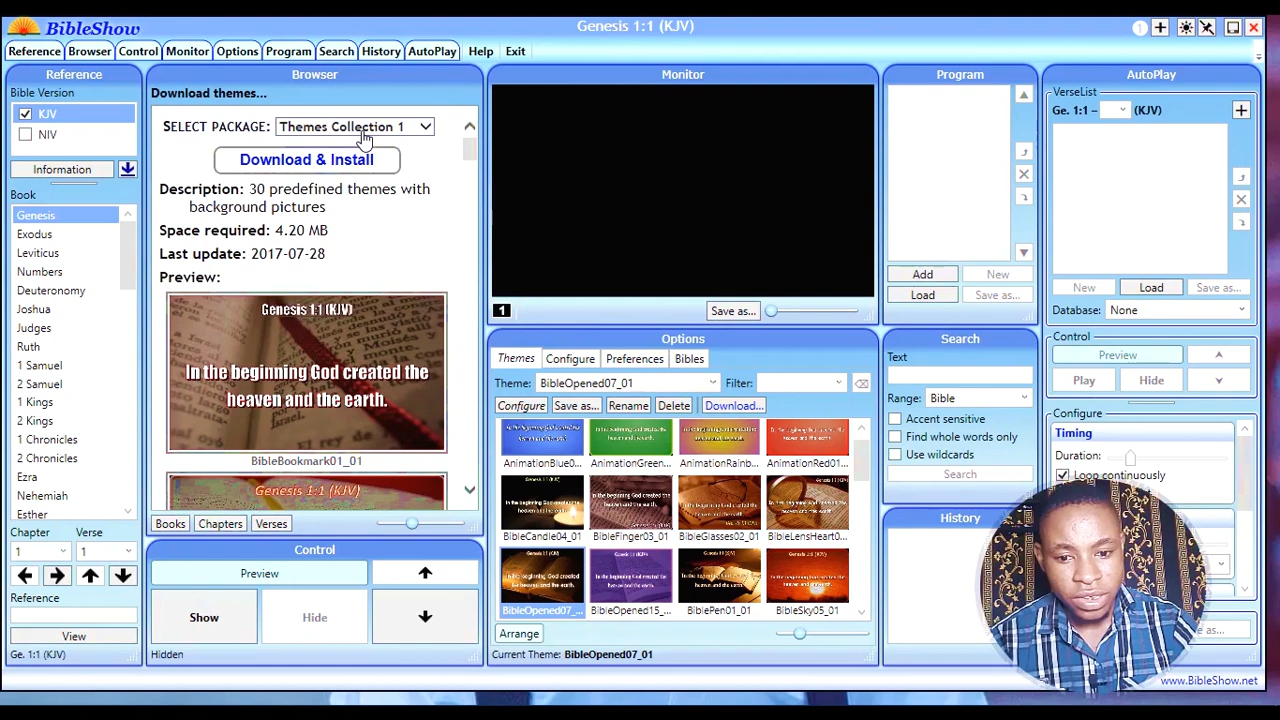 BibleShow
Genesis 1:1 (KJV)
1
Reference Browser Control Monitor Options Program Search History AutoPlay Help Exit
Reference
Bible Version
KJV
NIV
Information
Book
Genesis
Exodus
Leviticus
Numbers
Deuteronomy
Joshua
Judges
Ruth
1 Samuel
2 Samuel
1 Kings
2 Kings
1 Chronicles
2 Chronicles
Ezra
Nehemiah
Esther
Chapter Verse
1 1
Reference
View
Ge. 1:1 (KJV)
Browser
Download themes...
SELECT PACKAGE: Themes Collection 1
Download & Install
Description: 30 predefined themes with
background pictures
Space required: 4.20 MB
Last update: 2017-07-28
Preview:
Genesis 1:1 (KJV)
In the beginning God created the
heaven and the earth.
BibleBookmark01_01
Genesis 1:1 (KJV)
Books Chapters Verses
Control
Preview
Show Hide
Hidden
Monitor
1
Save as...
Options
Themes Configure Preferences Bibles
Theme: BibleOpened07_01 Filter:
Configure Save as... Rename Delete Download...
AnimationBlue0... AnimationGreen... AnimationRainb... AnimationRed01...
BibleCandle04_01 BibleFinger03_01 BibleGlasses02_01 BibleLensHeart0...
BibleOpened07_... BibleOpened15_... BiblePen01_01 BibleSky05_01
Arrange
Current Theme: BibleOpened07_01
Program
Add New
Load Save as...
Search
Text
Range: Bible
Accent sensitive
Find whole words only
Use wildcards
Search
History
AutoPlay
VerseList
Ge. 1:1 – (KJV)
New Load Save as...
Database: None
Control
Preview
Play Hide
Configure
Timing
Duration:
Loop continuously
as...
www.BibleShow.net